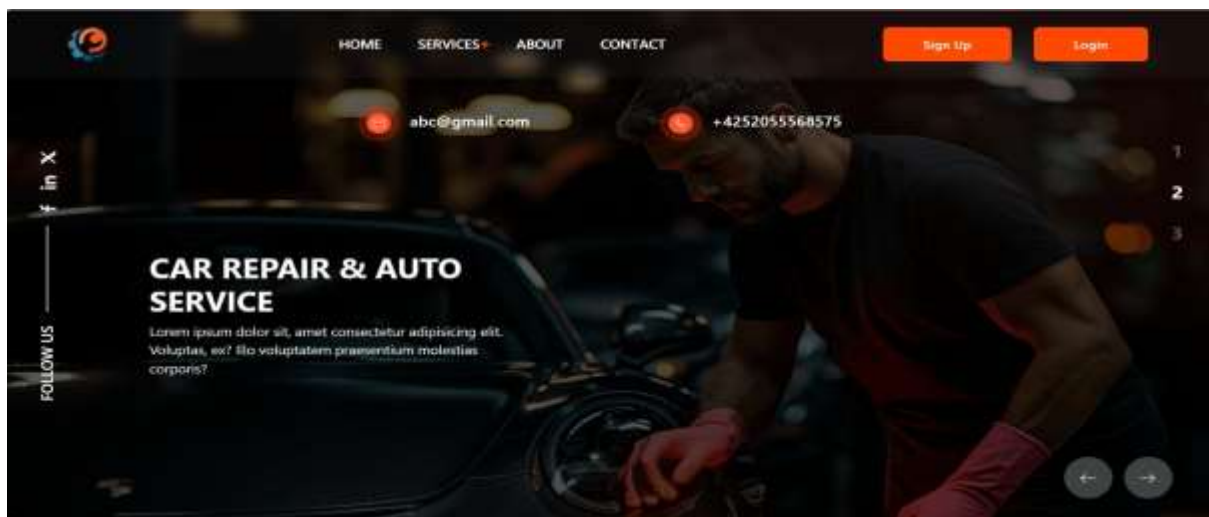 HOME SERVICES+ ABOUT CONTACT Sign Up Login
abc@gmail.com +4252055568575
X
in
f
FOLLOW US
1
2
3
CAR REPAIR & AUTO
SERVICE
Lorem ipsum dolor sit, amet consectetur adipisicing elit.
Voluptas, ex? Illo voluptatem praesentium molestias
corporis?